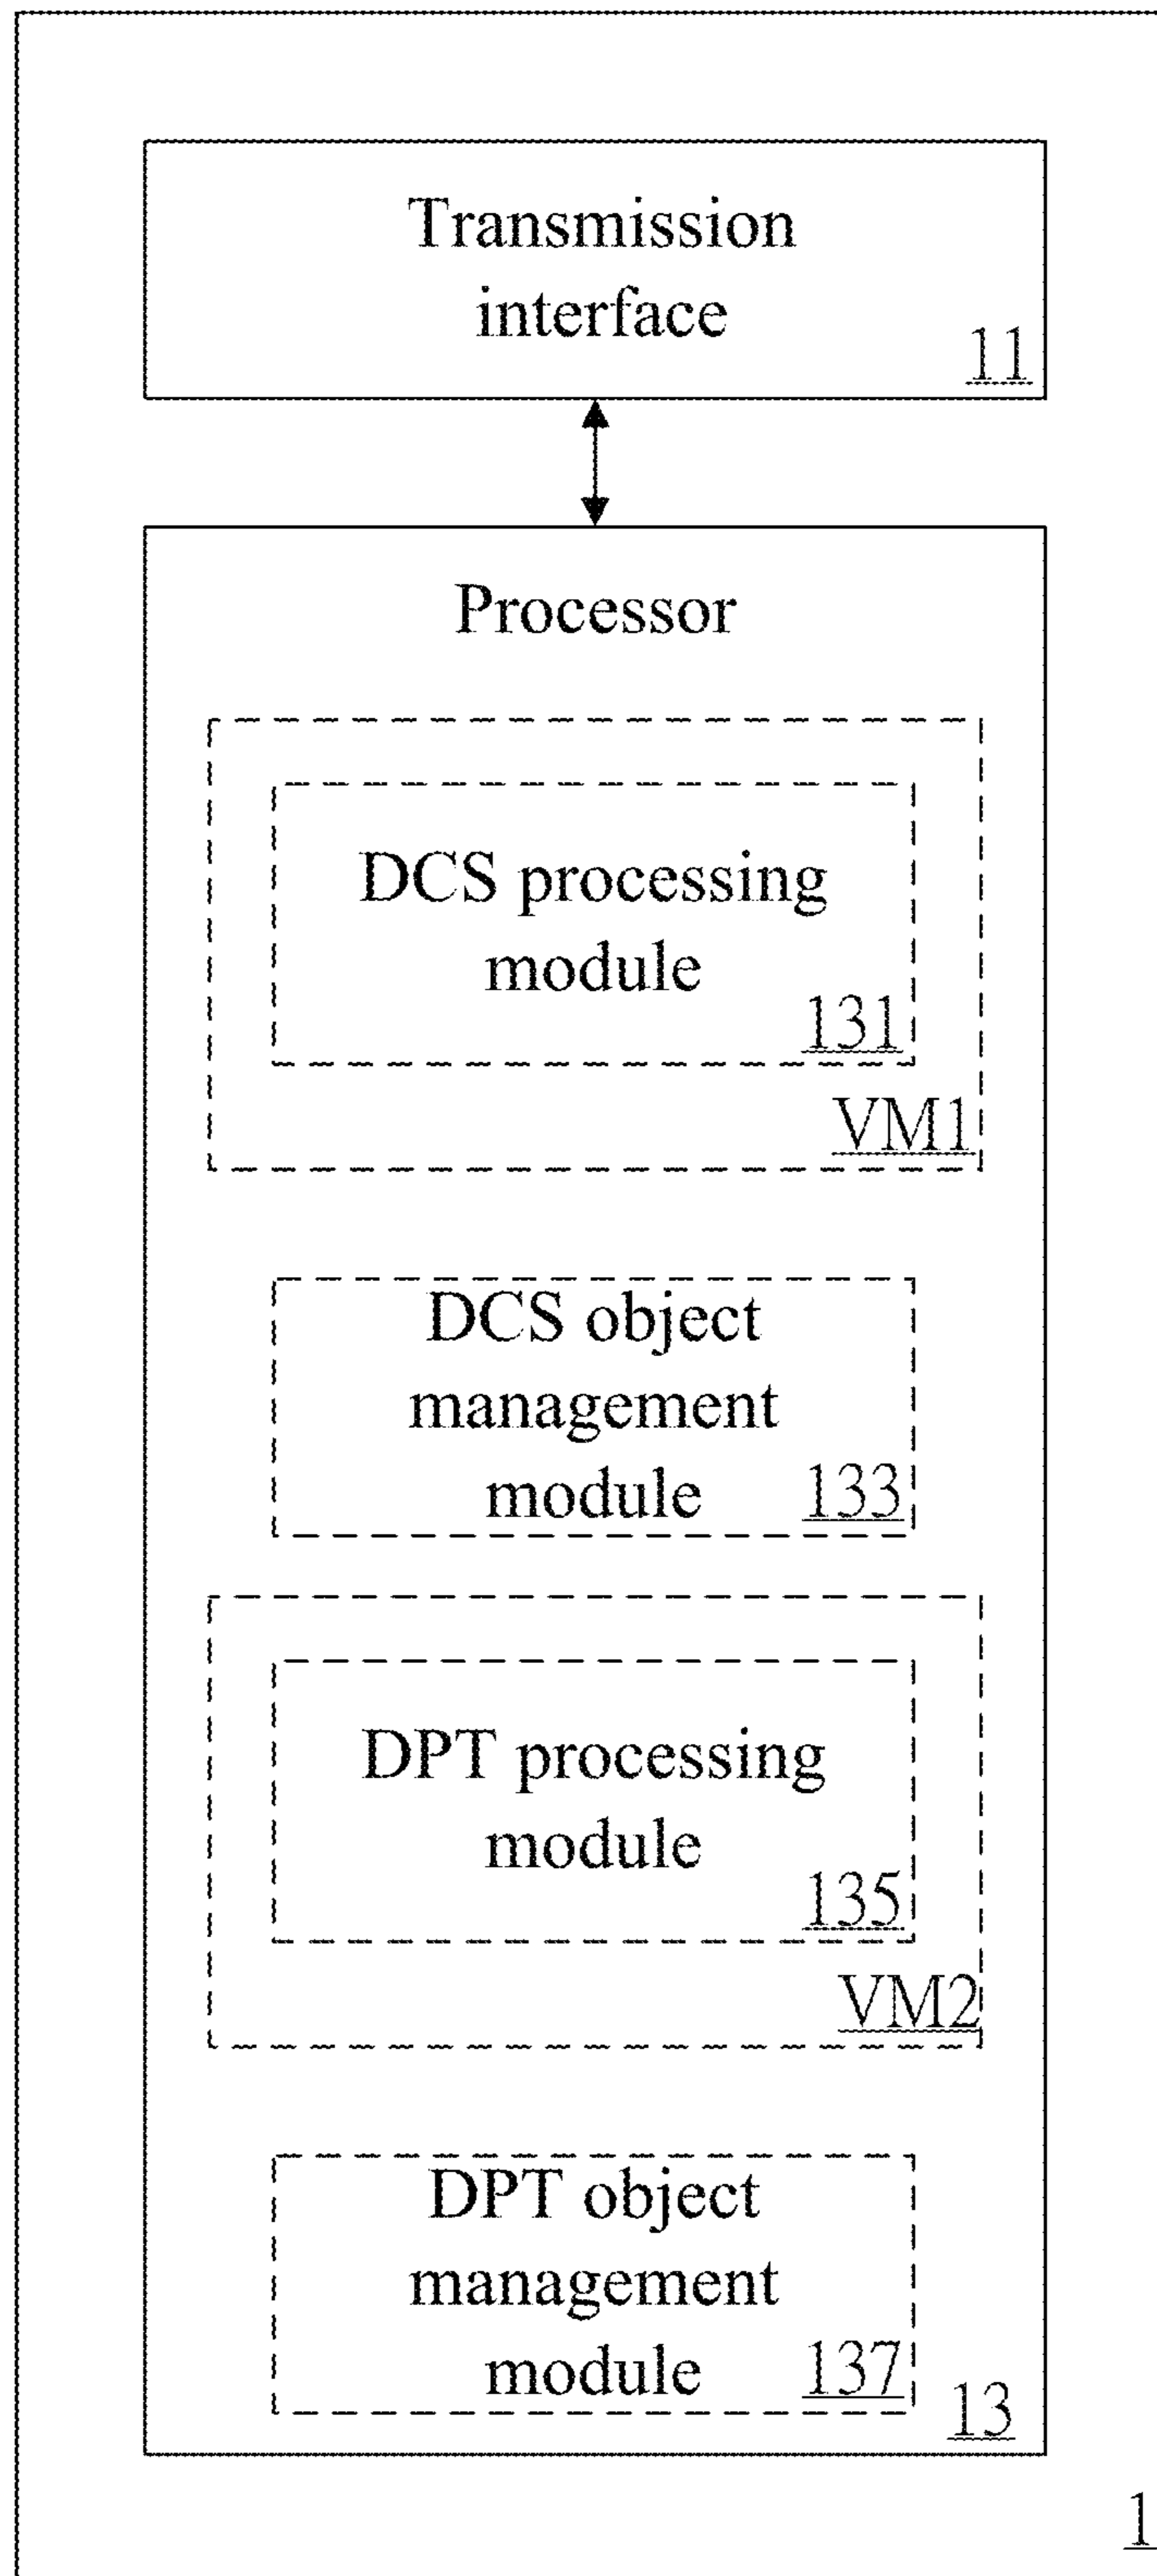 Transmission
interface
11
Processor
DCS processing
module
131
VM1
DCS object
management
module 133
DPT processing
module
135
VM2
DPT object
management
module 137
13
1